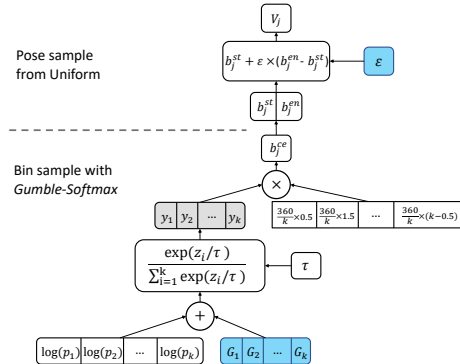 V_j
Pose sample
from Uniform
b_j^{st} + ε ×(b_j^{en} - b_j^{st})
ε
b_j^{st} b_j^{en}
b_j^{ce}
Bin sample with
Gumble-Softmax
×
y_1 y_2 ... y_k
360/k ×0.5 360/k ×1.5 ... 360/k ×(k-0.5)
exp(z_i/τ )
∑_{i=1}^{k} exp(z_i/τ )
τ
+
log(p_1) log(p_2) ... log(p_k)
G_1 G_2 ... G_k